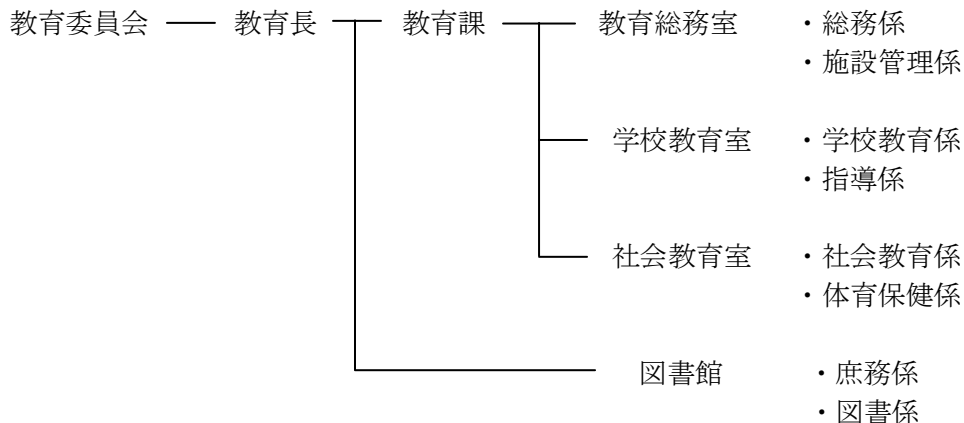 教育委員会 教育長 教育課 教育総務室 ・総務係
・施設管理係
学校教育室 ・学校教育係
・指導係
社会教育室 ・社会教育係
・体育保健係
図書館 ・庶務係
・図書係